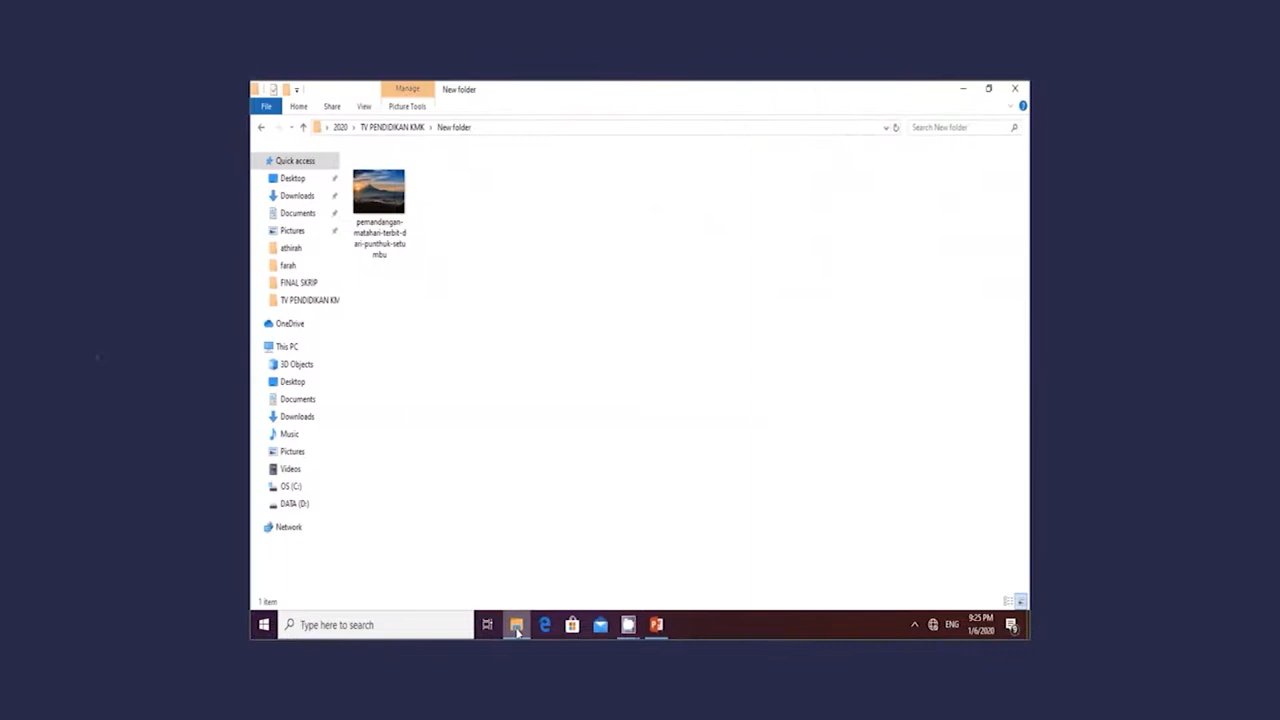 Manage
New folder
File
Home
Share
View
Picture Tools
2020 > TV PENDIDIKAN KMK > New folder
Search New folder
Quick access
Desktop
Downloads
Documents
Pictures
athirah
farah
FINAL SKRIP
TV PENDIDIKAN KM
OneDrive
This PC
3D Objects
Desktop
Documents
Downloads
Music
Pictures
Videos
OS (C:)
DATA (D:)
Network
pemandangan-
matahari-terbit-d
ari-punthuk-setu
mbu
1 item
Type here to search
ENG
9:25 PM
1/6/2020